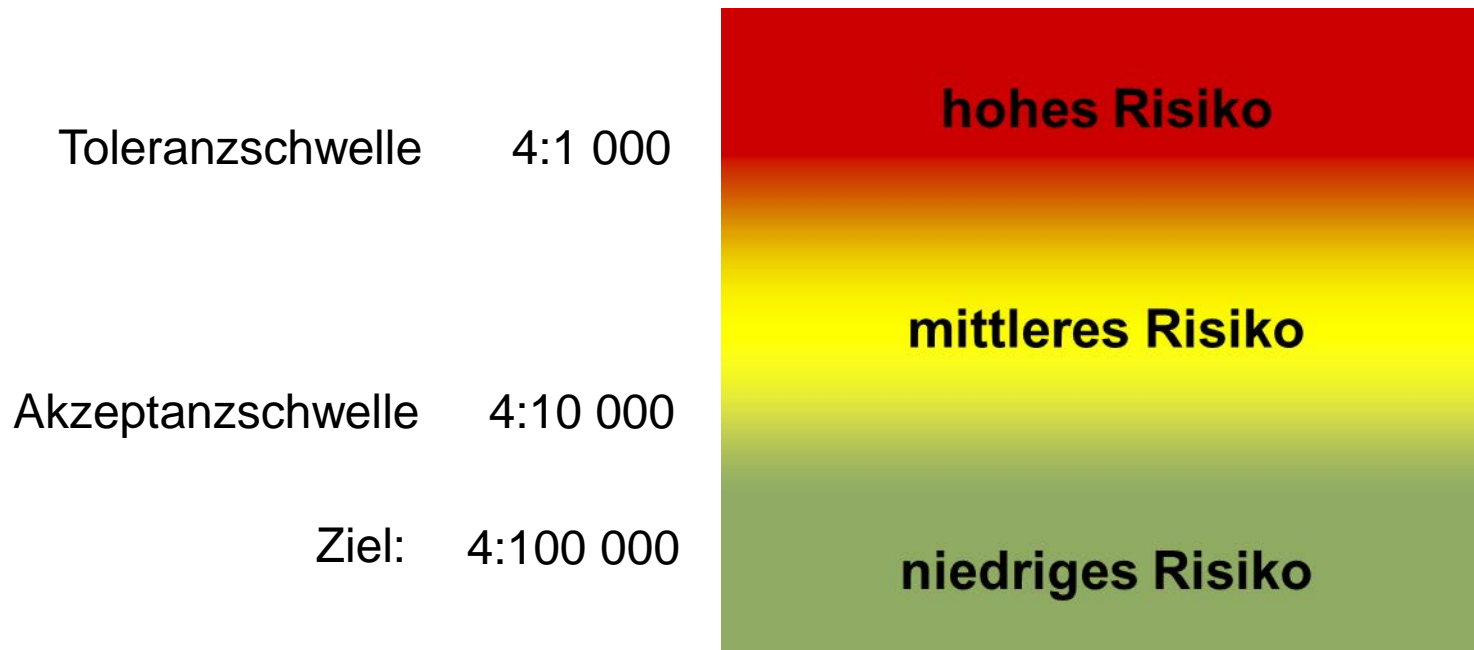 hohes Risiko
Toleranzschwelle 4:1 000
mittleres Risiko
Akzeptanzschwelle 4:10 000
Ziel: 4:100 000
niedriges Risiko